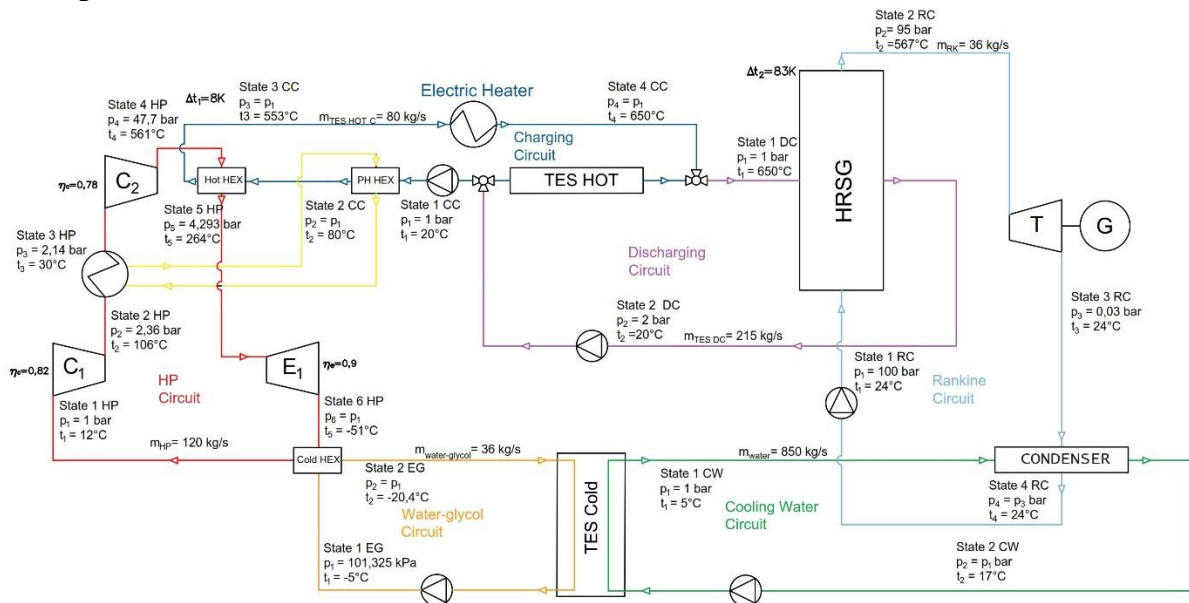 State 2 RC
p₂ = 95 bar
t₂ =567°C
m_RK= 36 kg/s
Δt₂=83K
State 3 CC
p₃ = p₁
t3 = 553°C
Δt₁=8K
Electric Heater
State 4 CC
p₄ = p₁
t₄ = 650°C
State 4 HP
p₄ = 47,7 bar
t₄ = 561°C
m_TES HOT C= 80 kg/s
Charging
Circuit
State 1 DC
p₁ = 1 bar
t₁ = 650°C
ηc=0,78
C₂
Hot HEX
PH HEX
TES HOT
HRSG
T
G
State 5 HP
p₅ = 4,293 bar
t₅ = 264°C
State 2 CC
p₂ = p₁
t₂ = 80°C
State 1 CC
p₁ = 1 bar
t₁ = 20°C
State 3 HP
p₃ = 2,14 bar
t₃ = 30°C
Discharging
Circuit
State 2 HP
p₂ = 2,36 bar
t₂ = 106°C
State 2 DC
p₂ = 2 bar
t₂ =20°C
m_TES DC= 215 kg/s
State 3 RC
p₃ = 0,03 bar
t₃ = 24°C
ηc=0,82
C₁
HP
Circuit
E₁
ηe=0,9
State 1 RC
p₁ = 100 bar
t₁ = 24°C
Rankine
Circuit
State 1 HP
p₁ = 1 bar
t₁ = 12°C
State 6 HP
p₆ = p₁
t₅ = -51°C
m_HP= 120 kg/s
Cold HEX
m_water-glycol= 36 kg/s
m_water= 850 kg/s
CONDENSER
State 2 EG
p₂ = p₁
t₂ = -20,4°C
TES Cold
State 1 CW
p₁ = 1 bar
t₁ = 5°C
State 4 RC
p₄ = p₃ bar
t₄ = 24°C
Water-glycol
Circuit
Cooling Water
Circuit
State 1 EG
p₁ = 101,325 kPa
t₁ = -5°C
State 2 CW
p₂ = p₁ bar
t₂ = 17°C